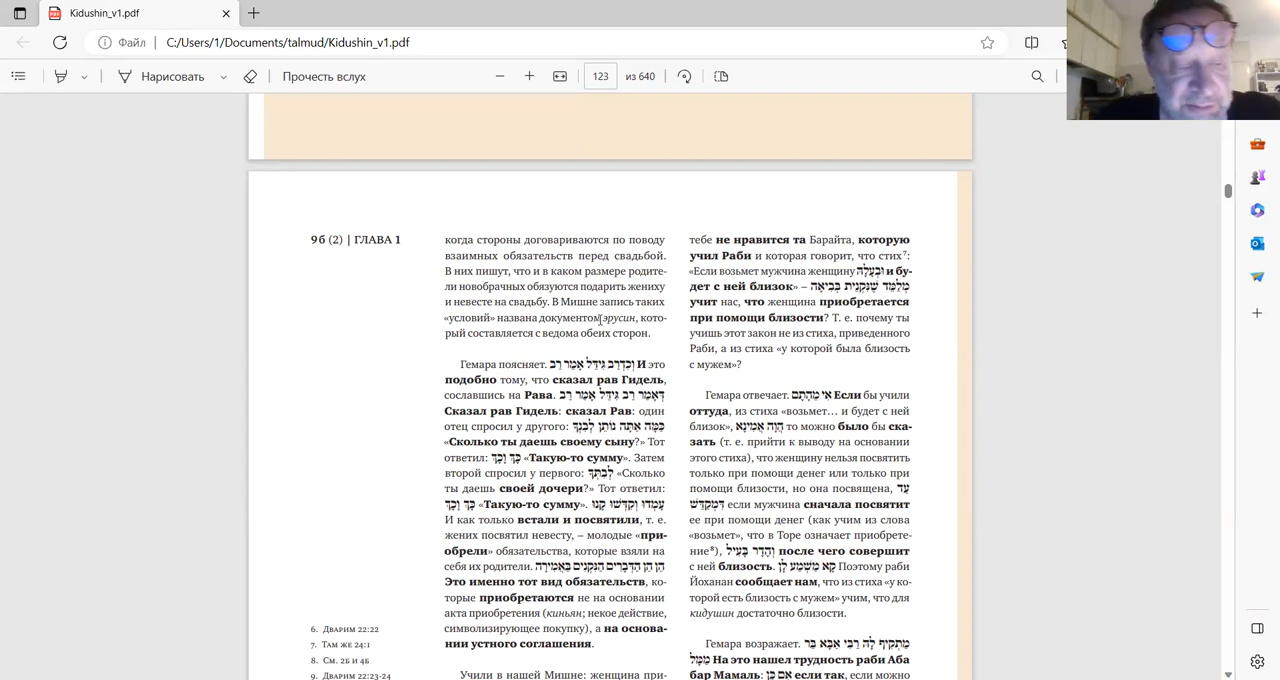 Kidushin_v1.pdf
Файл
C:/Users/1/Documents/talmud/Kidushin_v1.pdf
Нарисовать
Прочесть вслух
123
из 640
9б (2) | ГЛАВА 1
когда стороны договариваются по поводу
взаимных обязательств перед свадьбой.
В них пишут, что и в каком размере родите-
ли новобрачных обязуются подарить жениху
и невесте на свадьбу. В Мишне запись таких
«условий» названа документом эрусин, кото-
рый составляется с ведома обеих сторон.
Гемара поясняет. וְכִדְרַב גִּידֵּל אָמַר רַב И это
подобно тому, что сказал рав Гидель,
сославшись на Рава. דְּאָמַר רַב גִּידֵּל אָמַר רַב
Сказал рав Гидель: сказал Рав: один
отец спросил у другого: כַּמָּה אַתָּה נוֹתֵן לְבִנְךָ
«Сколько ты даешь своему сыну?» Тот
ответил: כָּךְ וָכָךְ «Такую-то сумму». Затем
второй спросил у первого: לְבִתְּךָ «Сколько
ты даешь своей дочери?» Тот ответил:
כָּךְ וָכָךְ «Такую-то сумму». עָמְדוּ וְקִדְּשׁוּ קָנוּ
И как только встали и посвятили, т. е.
жених посвятил невесту, – молодые «при-
обрели» обязательства, которые взяли на
себя их родители. הֵן הֵן הַדְּבָרִים הַנִּקְנִים בַּאֲמִירָה
Это именно тот вид обязательств, ко-
торые приобретаются не на основании
акта приобретения (киньян; некое действие,
символизирующее покупку), а на основа-
нии устного соглашения.
Учили в нашей Мишне: женщина при-
тебе не нравится та Барайта, которую
учил Раби и которая говорит, что стих⁷:
«Если возьмет мужчина женщину וּבְעָלָהּ и бу-
дет с ней близок» – מְלַמֵּד שֶׁנִּקְנֵית בְּבִיאָה
учит нас, что женщина приобретается
при помощи близости? Т. е. почему ты
учишь этот закон не из стиха, приведенного
Раби, а из стиха «у которой была близость
с мужем»?
Гемара отвечает. אִי מֵהָתָם Если бы учили
оттуда, из стиха «возьмет… и будет с ней
близок», הֲוָה אֲמִינָא то можно было бы ска-
зать (т. е. прийти к выводу на основании
этого стиха), что женщину нельзя посвятить
только при помощи денег или только при
помощи близости, но она посвящена, עַד
דִּמְקַדֵּשׁ если мужчина сначала посвятит
ее при помощи денег (как учим из слова
«возьмет», что в Торе означает приобрете-
ние⁸), וַהֲדַר בָּעֵיל после чего совершит
с ней близость. קָא מַשְׁמַע לָן Поэтому раби
Йоханан сообщает нам, что из стиха «у ко-
торой есть близость с мужем» учим, что для
кидушин достаточно близости.
Гемара возражает. מַתְקִיף לַהּ רַבִּי אַבָּא בַּר
מָמָל На это нашел трудность раби Аба
бар Мамаль: אִם כֵּן если так, если можно
6. Дварим 22:22
7. Там же 24:1
8. См. 2б и 4б
9. Дварим 22:23-24